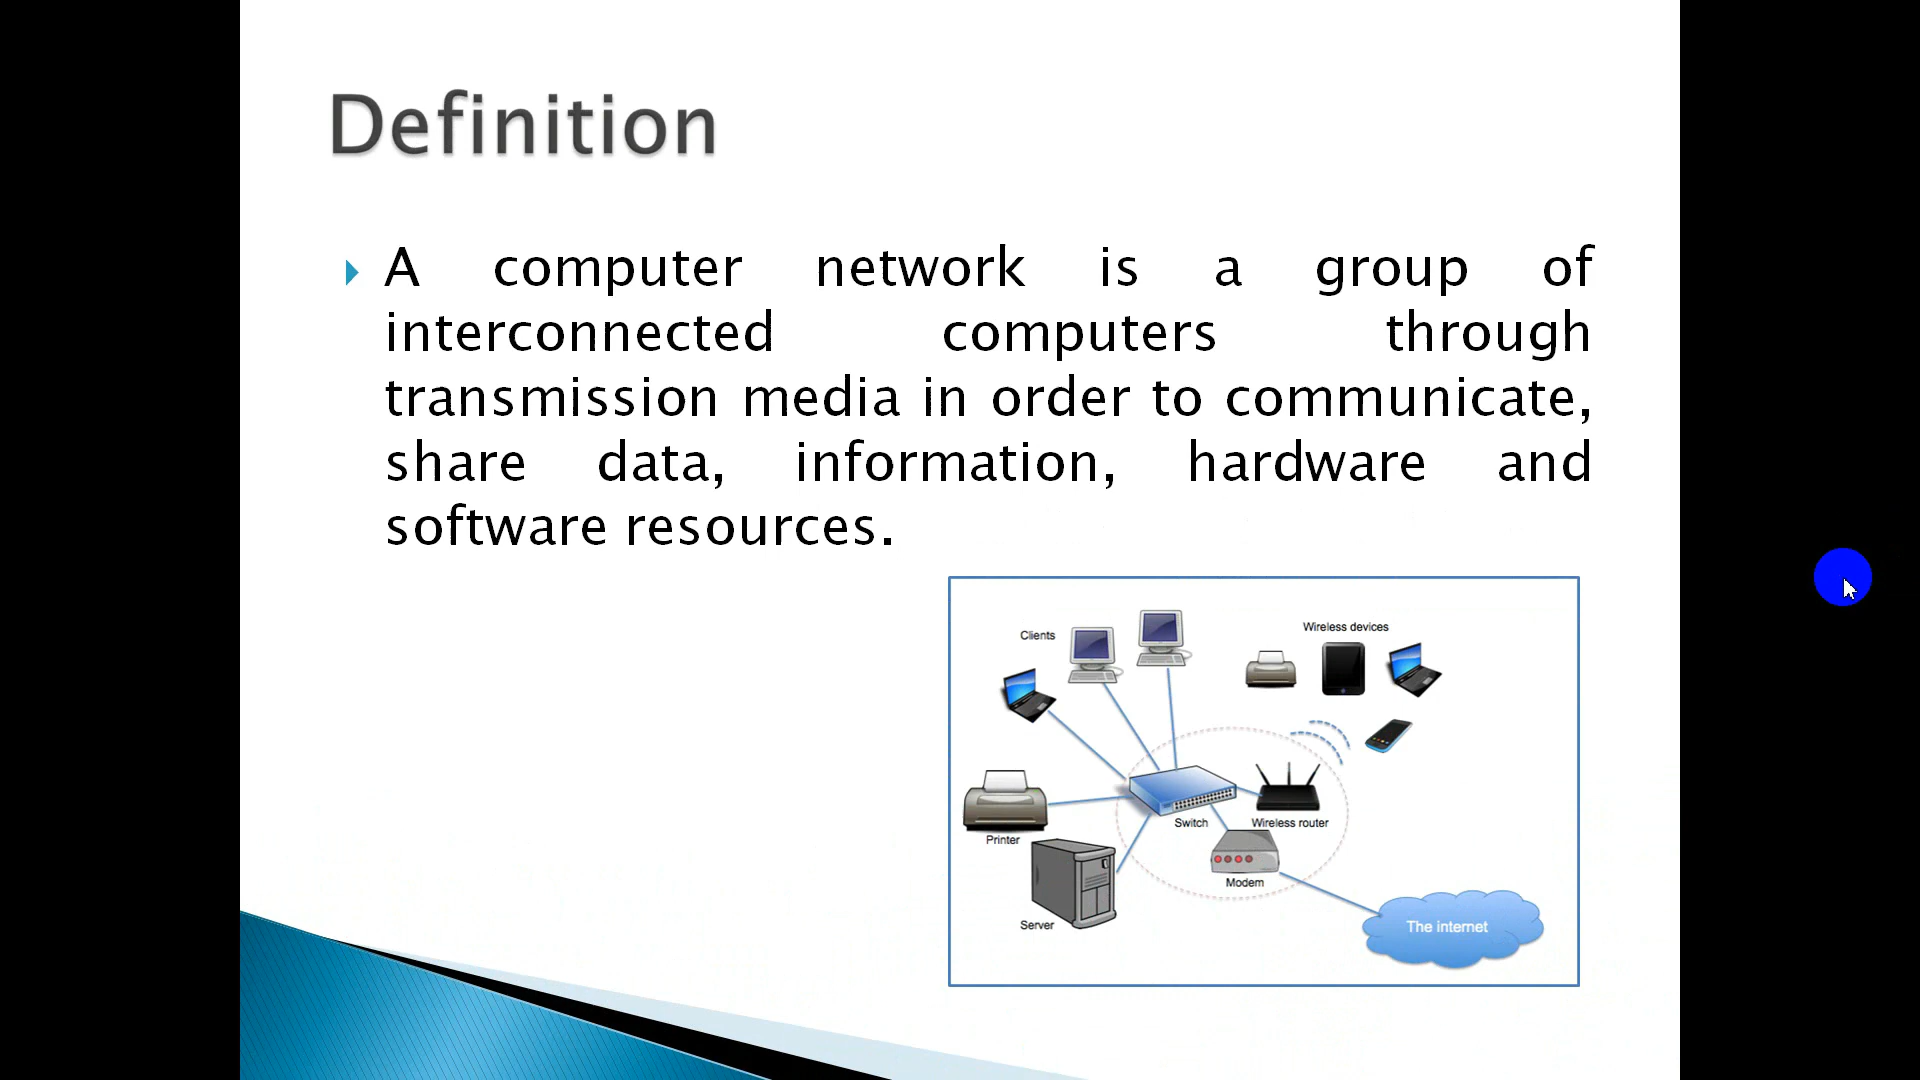 Definition
A computer network is a group of
interconnected computers through
transmission media in order to communicate,
share data, information, hardware and
software resources.
Clients
Wireless devices
Switch
Wireless router
Printer
Modem
Server
The internet